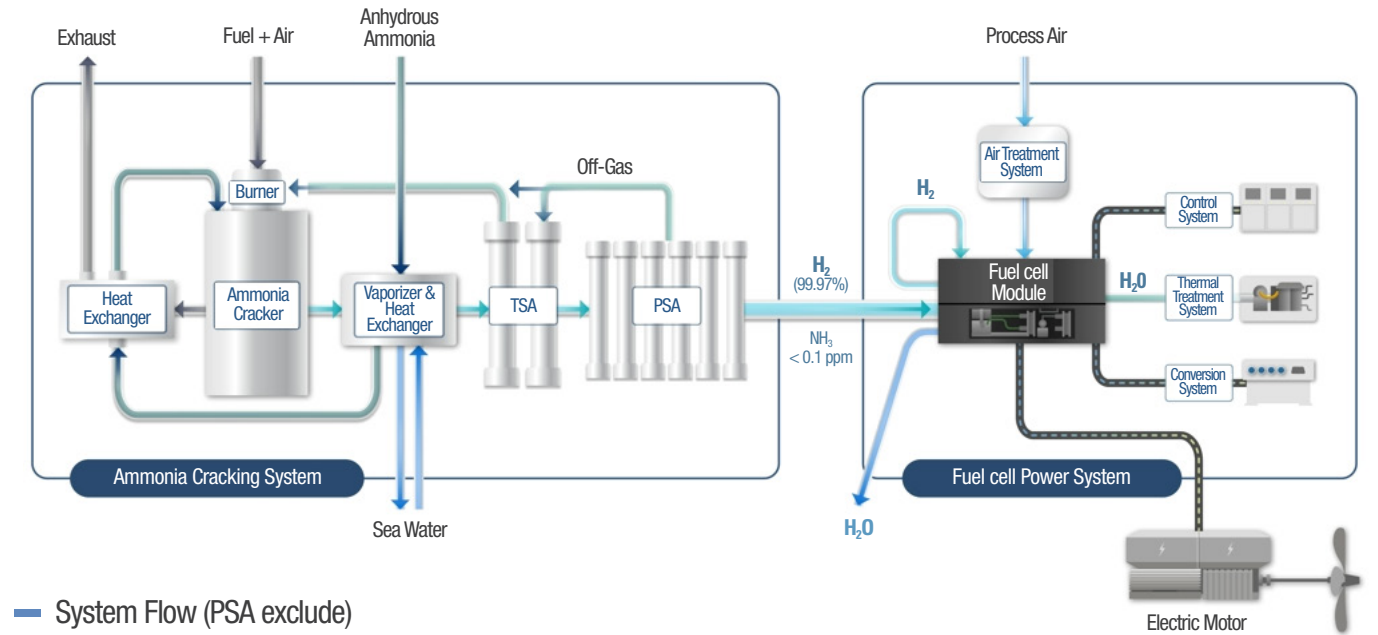 Exhaust
Fuel + Air
Anhydrous
Ammonia
Process Air
Off-Gas
Burner
Heat
Exchanger
Ammonia
Cracker
Vaporizer &
Heat
Exchanger
TSA
PSA
H₂
(99.97%)
NH₃
< 0.1 ppm
Air Treatment
System
H₂
Fuel cell
Module
Control
System
H₂O
Thermal
Treatment
System
Conversion
System
Ammonia Cracking System
Fuel cell Power System
Sea Water
H₂O
Electric Motor
System Flow (PSA exclude)